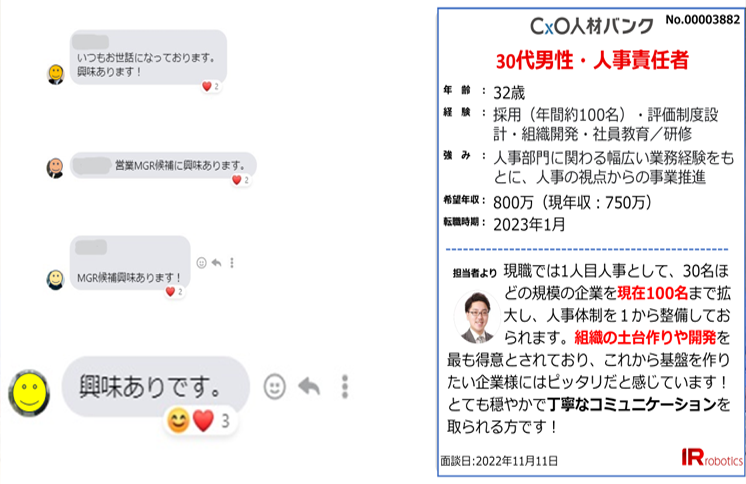 いつもお世話になっております。
興味あります！
2
営業MGR候補に興味あります。
2
MGR候補興味あります！
2
興味ありです。
3
CxO人材バンク
No.00003882
30代男性・人事責任者
年齢：32歳
経験：採用（年間約100名）・評価制度設
計・組織開発・社員教育／研修
強み：人事部門に関わる幅広い業務経験をも
とに、人事の視点からの事業推進
希望年収：800万（現年収：750万）
転職時期：2023年1月
担当者より
現職では1人目人事として、30名ほ
どの規模の企業を現在100名まで拡
大し、人事体制を１から整備してお
られます。組織の土台作りや開発を
最も得意とされており、これから基盤を作り
たい企業様にはピッタリだと感じています！
とても穏やかで丁寧なコミュニケーションを
取られる方です！
面談日:2022年11月11日
IR robotics